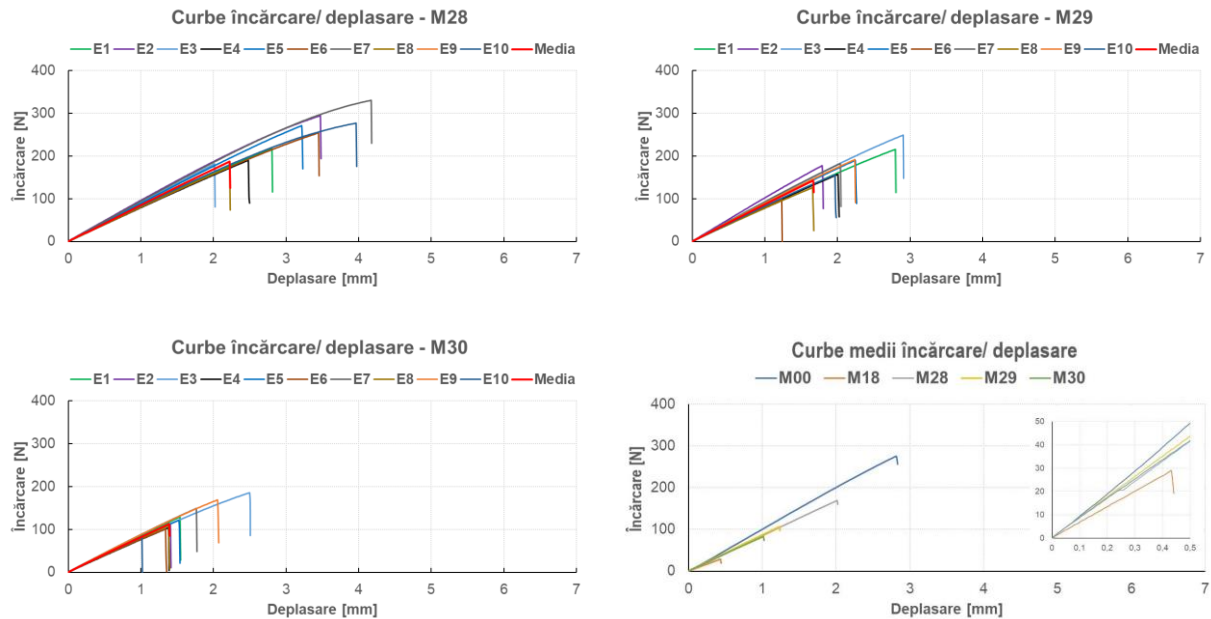 Curbe încărcare/ deplasare - M28
E1 E2 E3 E4 E5 E6 E7 E8 E9 E10 Media
Încărcare [N]
400
300
200
100
0
0 1 2 3 4 5 6 7
Deplasare [mm]
Curbe încărcare/ deplasare - M29
E1 E2 E3 E4 E5 E6 E7 E8 E9 E10 Media
Încărcare [N]
400
300
200
100
0
0 1 2 3 4 5 6 7
Deplasare [mm]
Curbe încărcare/ deplasare - M30
E1 E2 E3 E4 E5 E6 E7 E8 E9 E10 Media
Încărcare [N]
400
300
200
100
0
0 1 2 3 4 5 6 7
Deplasare [mm]
Curbe medii încărcare/ deplasare
M00 M18 M28 M29 M30
Încărcare [N]
400
300
200
100
0
0 1 2 3 4 5 6 7
Deplasare [mm]
50
40
30
20
10
0
0 0,1 0,2 0,3 0,4 0,5